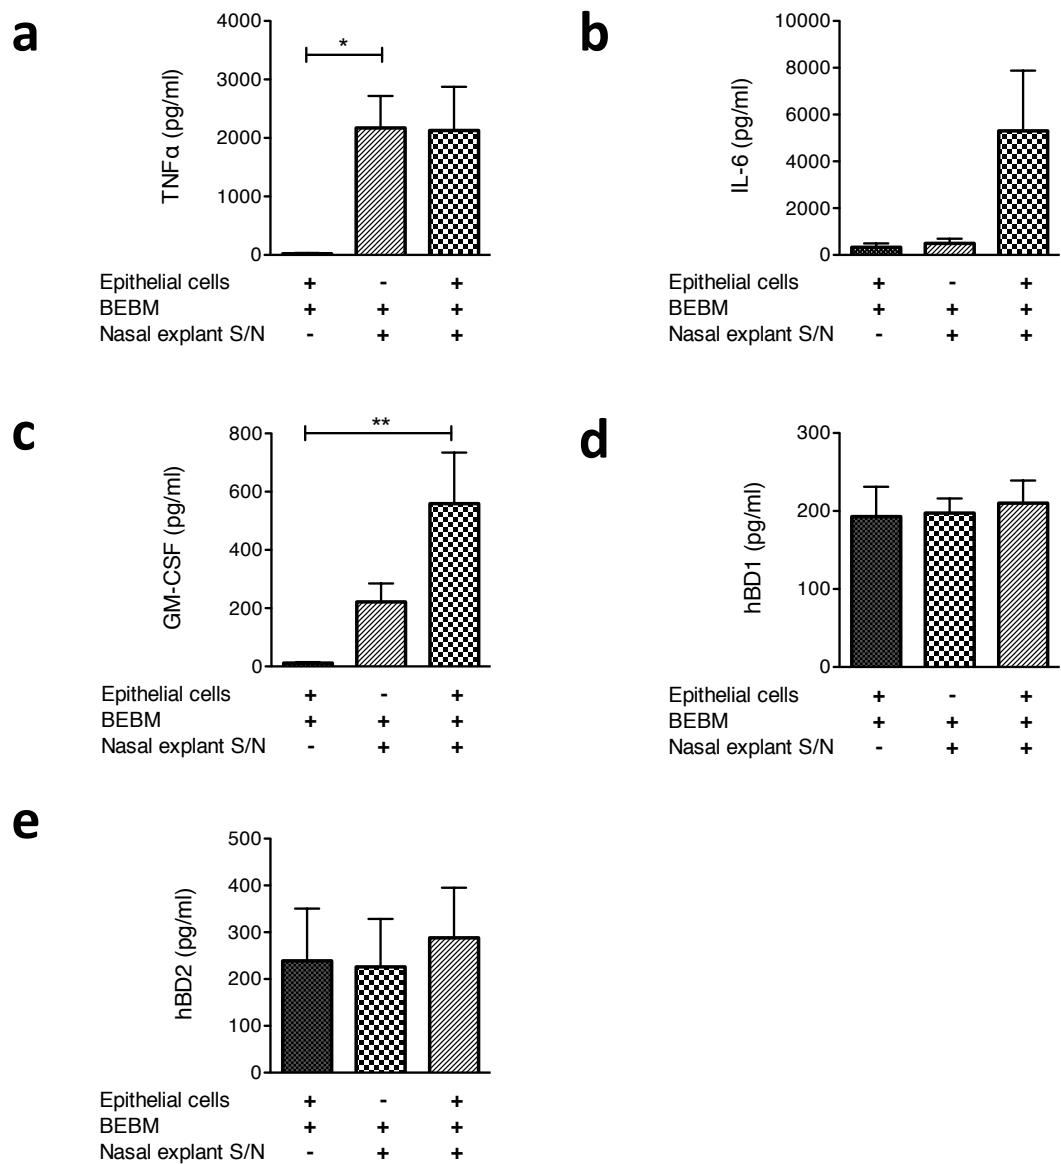 a
4000
3000
2000
1000
0
TNFα (pg/ml)
*
Epithelial cells + - +
BEBM + + +
Nasal explant S/N - + +
b
10000
8000
6000
4000
2000
0
IL-6 (pg/ml)
Epithelial cells + - +
BEBM + + +
Nasal explant S/N - + +
c
800
600
400
200
0
GM-CSF (pg/ml)
**
Epithelial cells + - +
BEBM + + +
Nasal explant S/N - + +
d
300
200
100
0
hBD1 (pg/ml)
Epithelial cells + - +
BEBM + + +
Nasal explant S/N - + +
e
500
400
300
200
100
0
hBD2 (pg/ml)
Epithelial cells + - +
BEBM + + +
Nasal explant S/N - + +